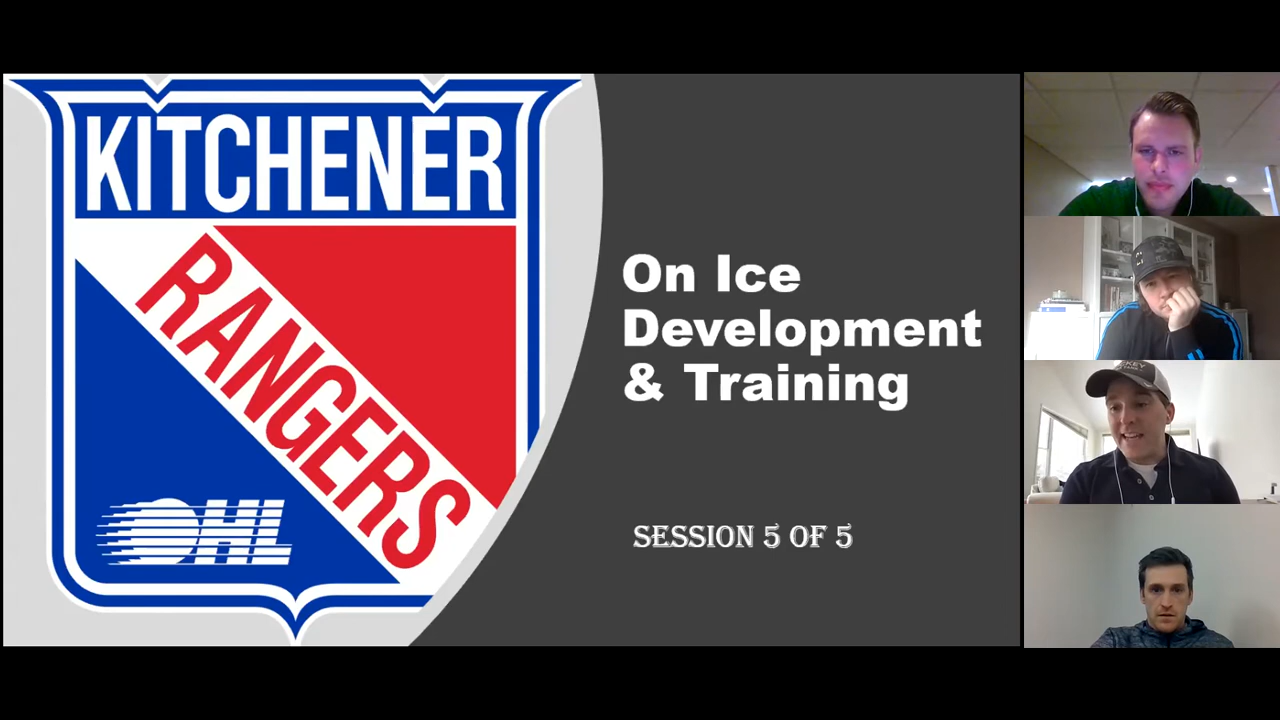 KITCHENER
RANGERS
OHL
On Ice
Development
& Training
SESSION 5 OF 5